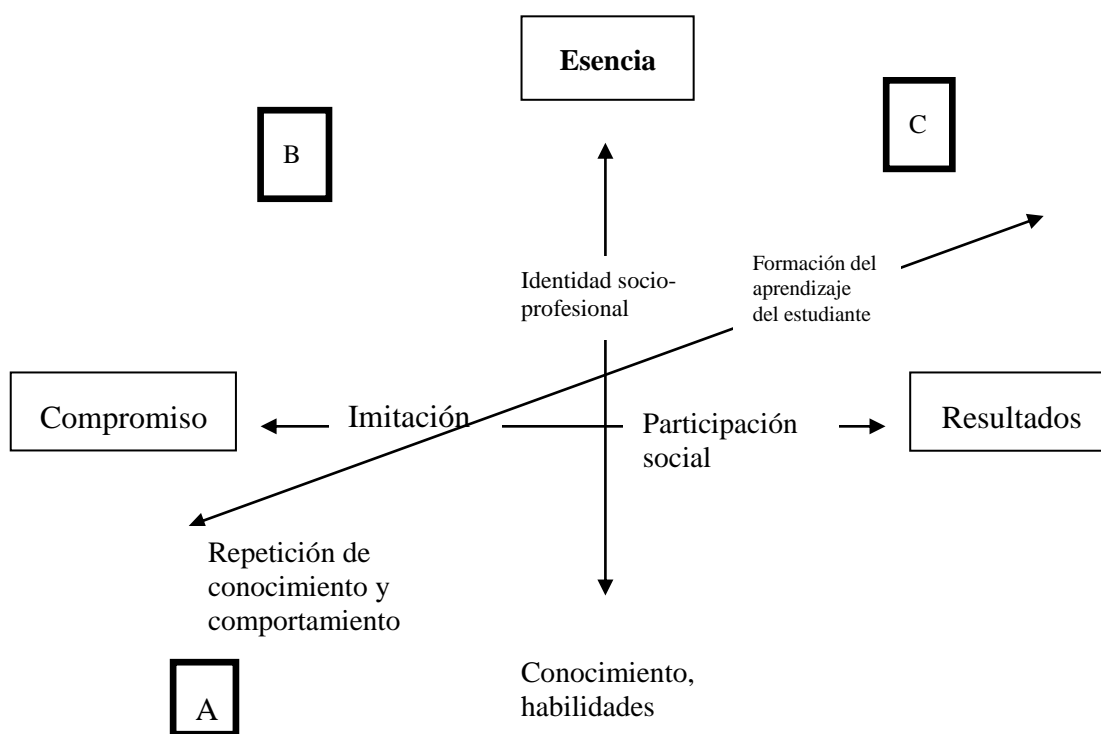 Esencia
B
C
Identidad socio-
profesional
Formación del
aprendizaje
del estudiante
Compromiso
Imitación
Participación
social
Resultados
Repetición de
conocimiento y
comportamiento
A
Conocimiento,
habilidades